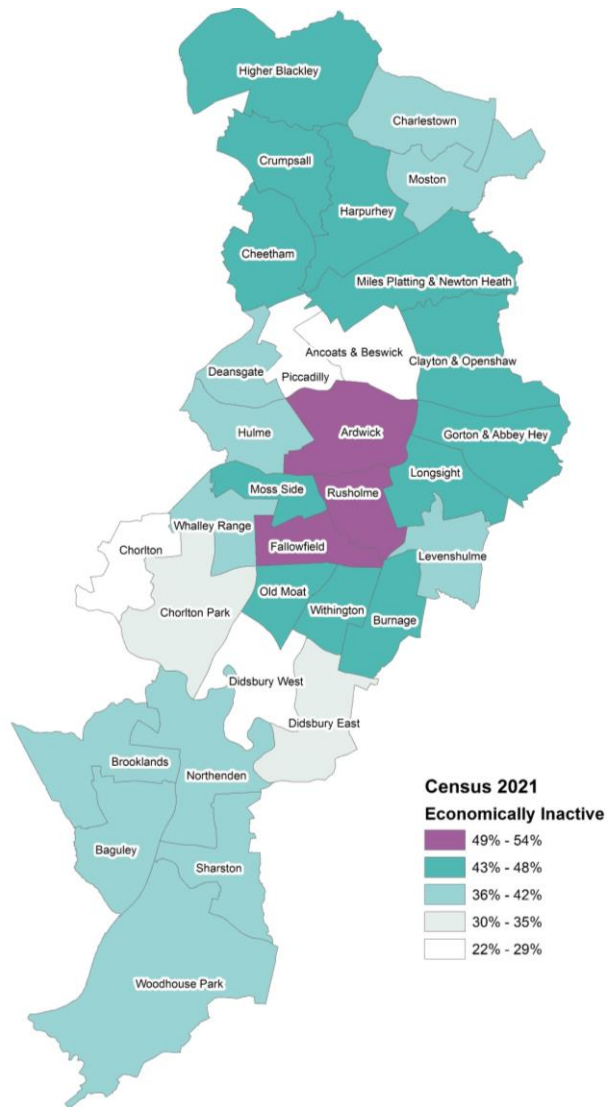 Higher Blackley
Charlestown
Crumpsall
Moston
Harpurhey
Cheetham
Miles Platting & Newton Heath
Ancoats & Beswick
Clayton & Openshaw
Deansgate
Piccadilly
Hulme
Ardwick
Gorton & Abbey Hey
Longsight
Moss Side
Rusholme
Whalley Range
Chorlton
Fallowfield
Levenshulme
Old Moat
Chorlton Park
Withington
Burnage
Didsbury West
Didsbury East
Brooklands
Northenden
Baguley
Sharston
Woodhouse Park
Census 2021
Economically Inactive
49% - 54%
43% - 48%
36% - 42%
30% - 35%
22% - 29%